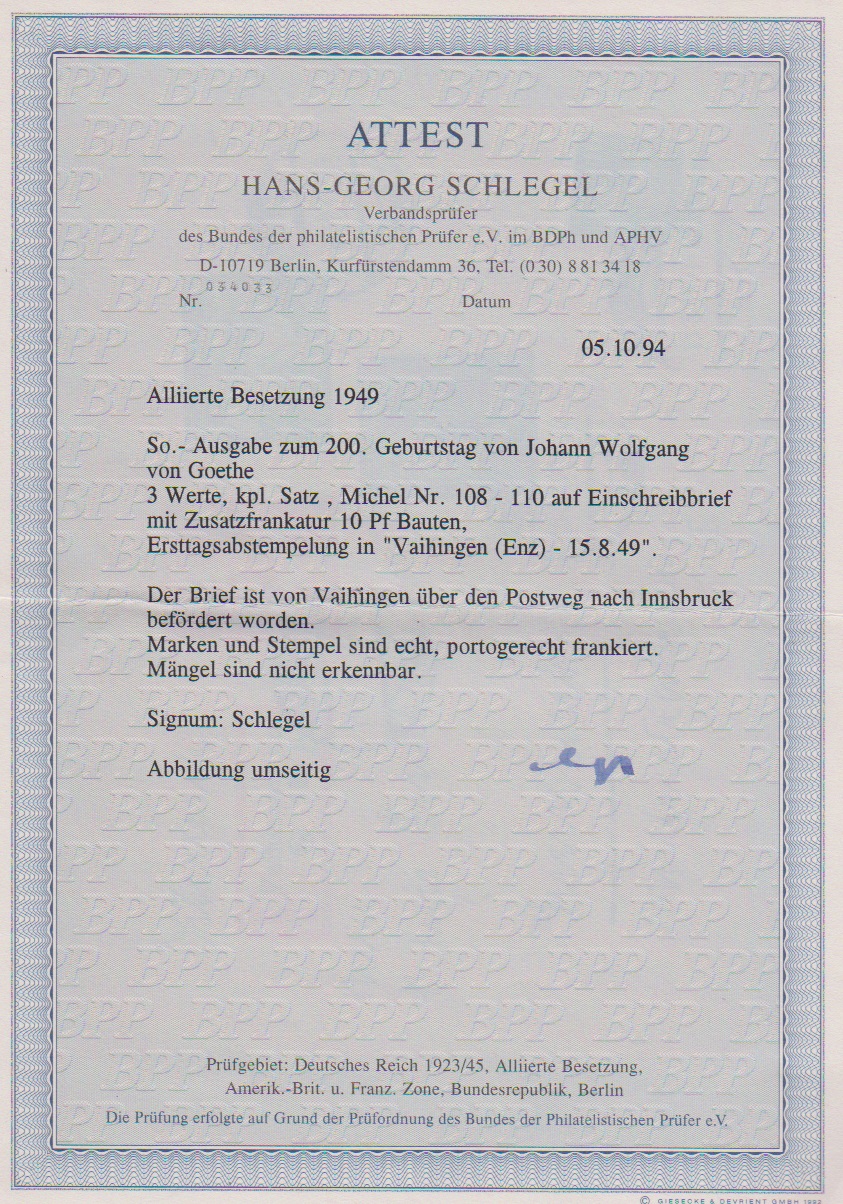 ATTEST
HANS-GEORG SCHLEGEL
Verbandsprüfer
des Bundes der philatelistischen Prüfer e.V. im BDPh und APHV
D-10719 Berlin, Kurfürstendamm 36, Tel. (030) 8 81 34 18
034033
Nr. Datum
05.10.94
Alliierte Besetzung 1949
So.- Ausgabe zum 200. Geburtstag von Johann Wolfgang
von Goethe
3 Werte, kpl. Satz , Michel Nr. 108 - 110 auf Einschreibbrief
mit Zusatzfrankatur 10 Pf Bauten,
Ersttagsabstempelung in "Vaihingen (Enz) - 15.8.49".
Der Brief ist von Vaihingen über den Postweg nach Innsbruck
befördert worden.
Marken und Stempel sind echt, portogerecht frankiert.
Mängel sind nicht erkennbar.
Signum: Schlegel
Abbildung umseitig
Prüfgebiet: Deutsches Reich 1923/45, Alliierte Besetzung,
Amerik.-Brit. u. Franz. Zone, Bundesrepublik, Berlin
Die Prüfung erfolgte auf Grund der Prüfordnung des Bundes der Philatelistischen Prüfer e.V.
© GIESECKE & DEVRIENT GMBH 1992